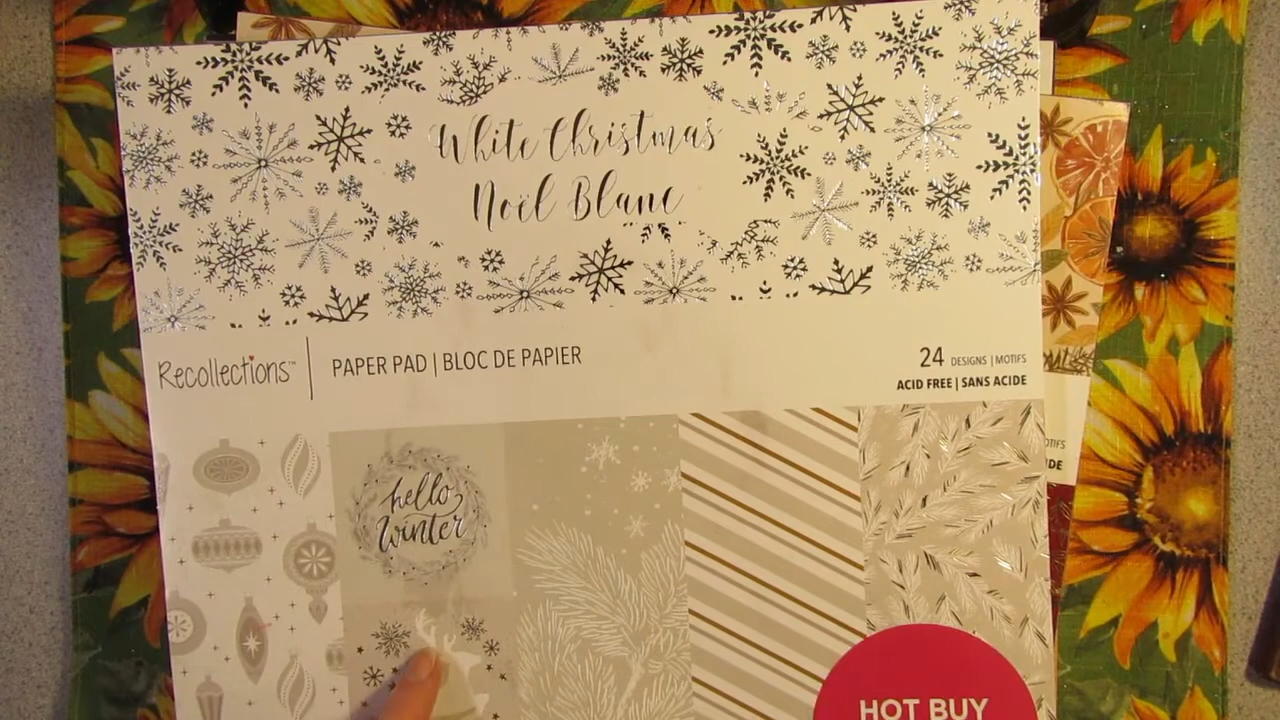 White Christmas
Noël Blanc
Recollections™ PAPER PAD | BLOC DE PAPIER
24 DESIGNS | MOTIFS
ACID FREE | SANS ACIDE
hello
winter
HOT BUY